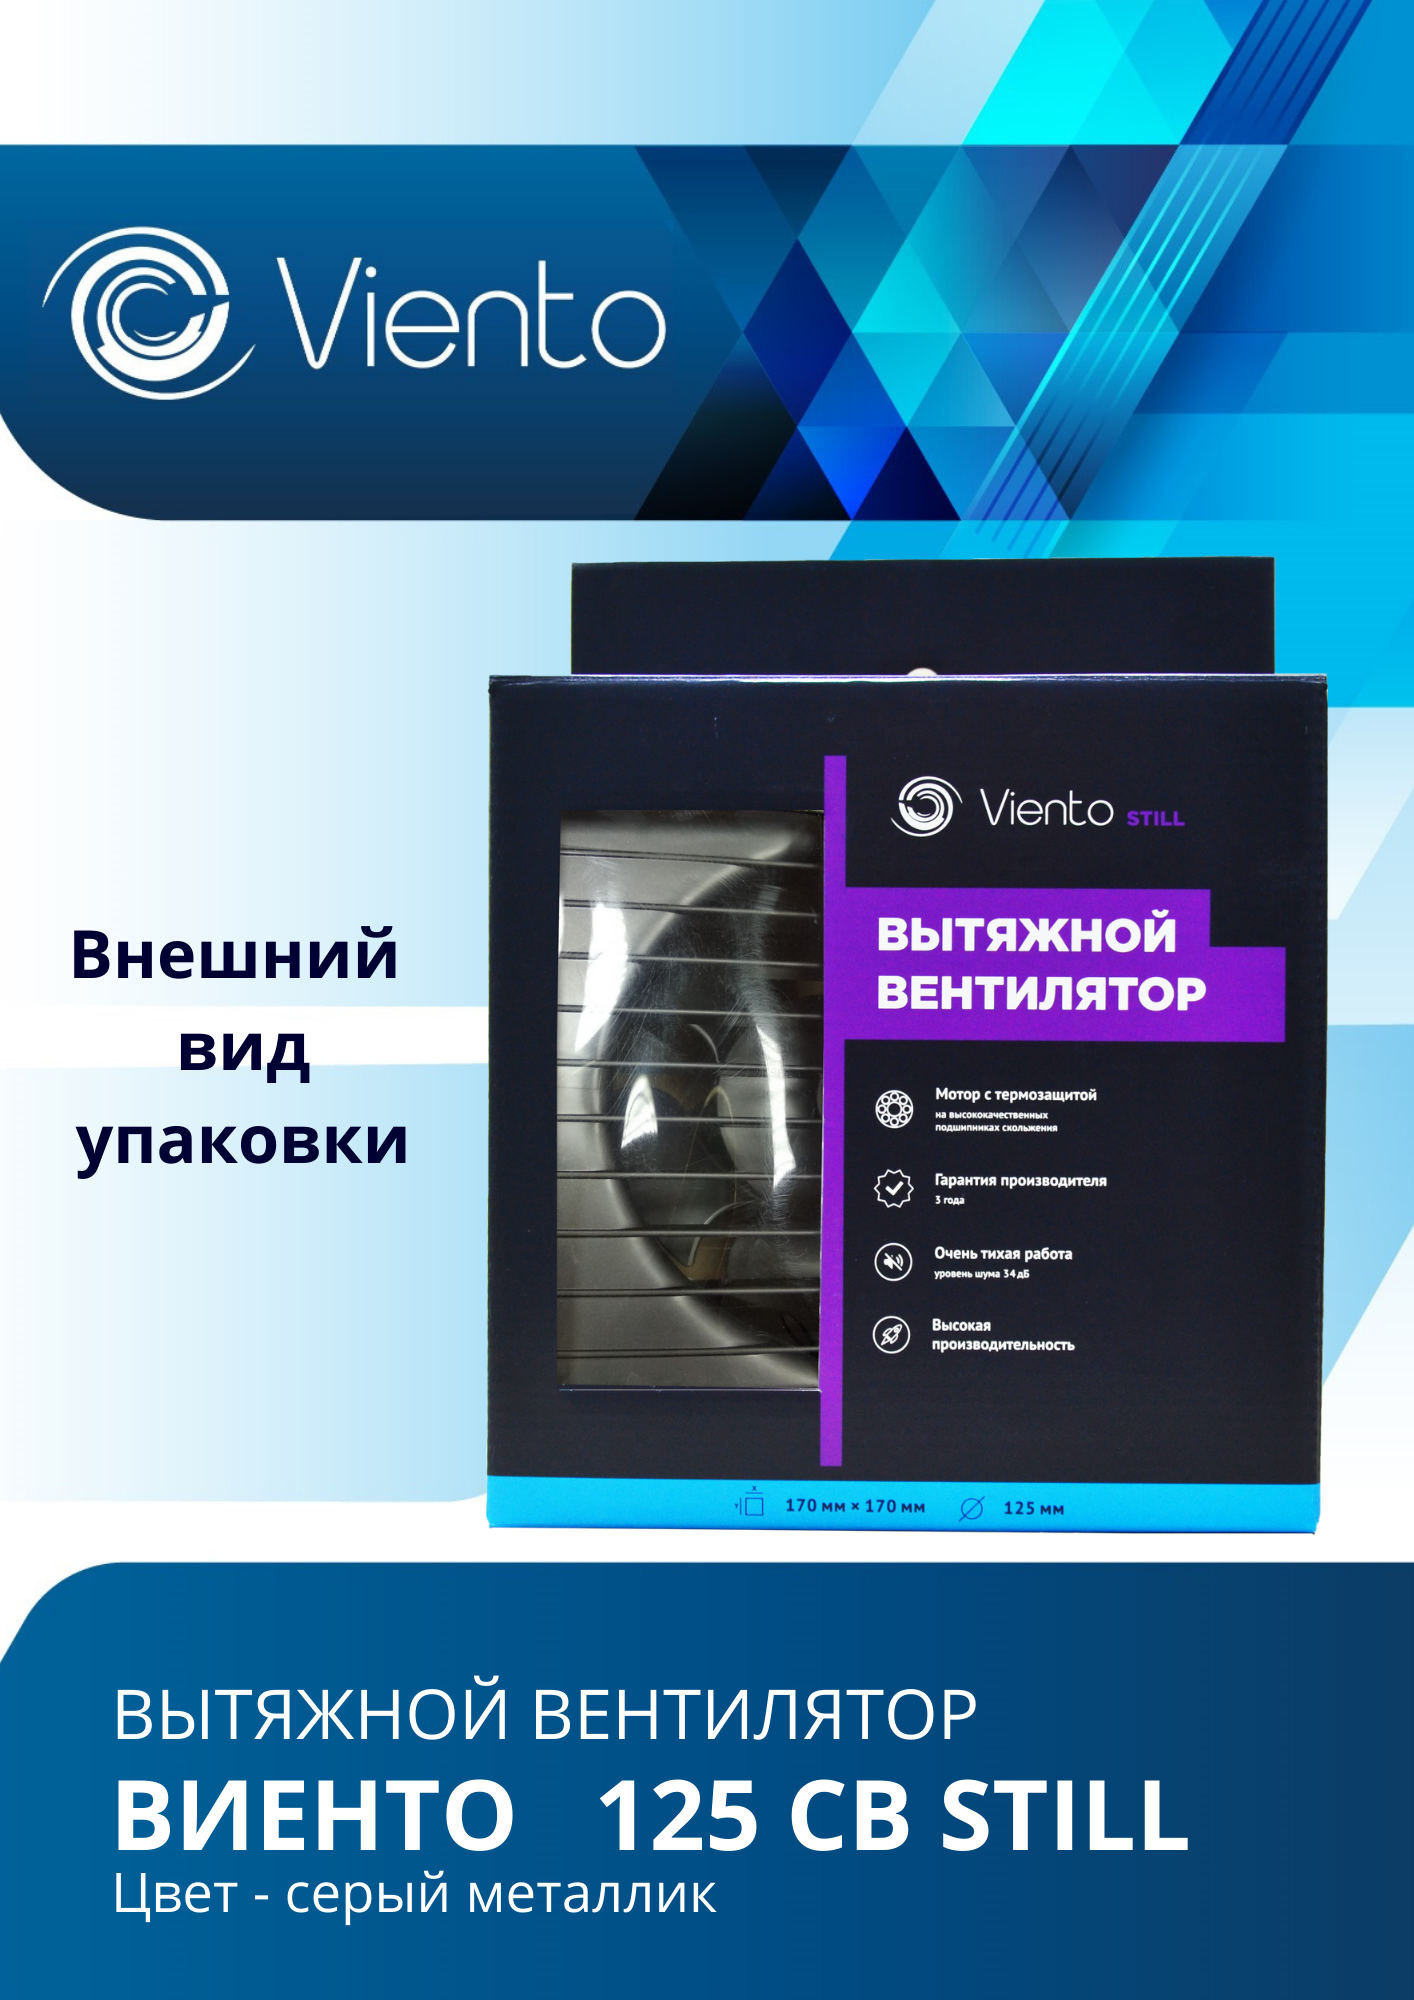 Viento
Внешний
вид
упаковки
Viento STILL
ВЫТЯЖНОЙ
ВЕНТИЛЯТОР
Мотор с термозащитой
на высококачественных
подшипниках скольжения
Гарантия производителя
3 года
Очень тихая работа
уровень шума 34дБ
Высокая
производительность
X
Y
170 мм × 170 мм
125 мм
ВЫТЯЖНОЙ ВЕНТИЛЯТОР
ВИЕНТО 125 СВ STILL
Цвет - серый металлик